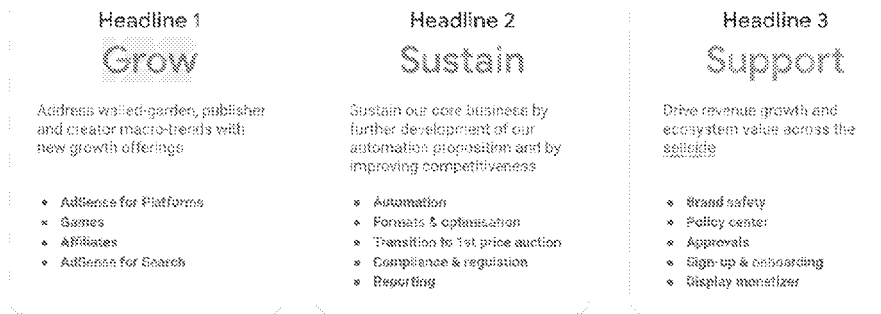 Headline 1
Grow
Address walled-garden, publisher
and creator macro-trends with
new growth offerings
AdSense for Platforms
Games
Affiliates
AdSense for Search
Headline 2
Sustain
Sustain our core business by
further development of our
automation proposition and by
improving competitiveness
Automation
Formats & optimisation
Transition to 1st price auction
Compliance & regulation
Reporting
Headline 3
Support
Drive revenue growth and
ecosystem value across the
sellside
Brand safety
Policy center
Approvals
Sign-up & onboarding
Display monetizer